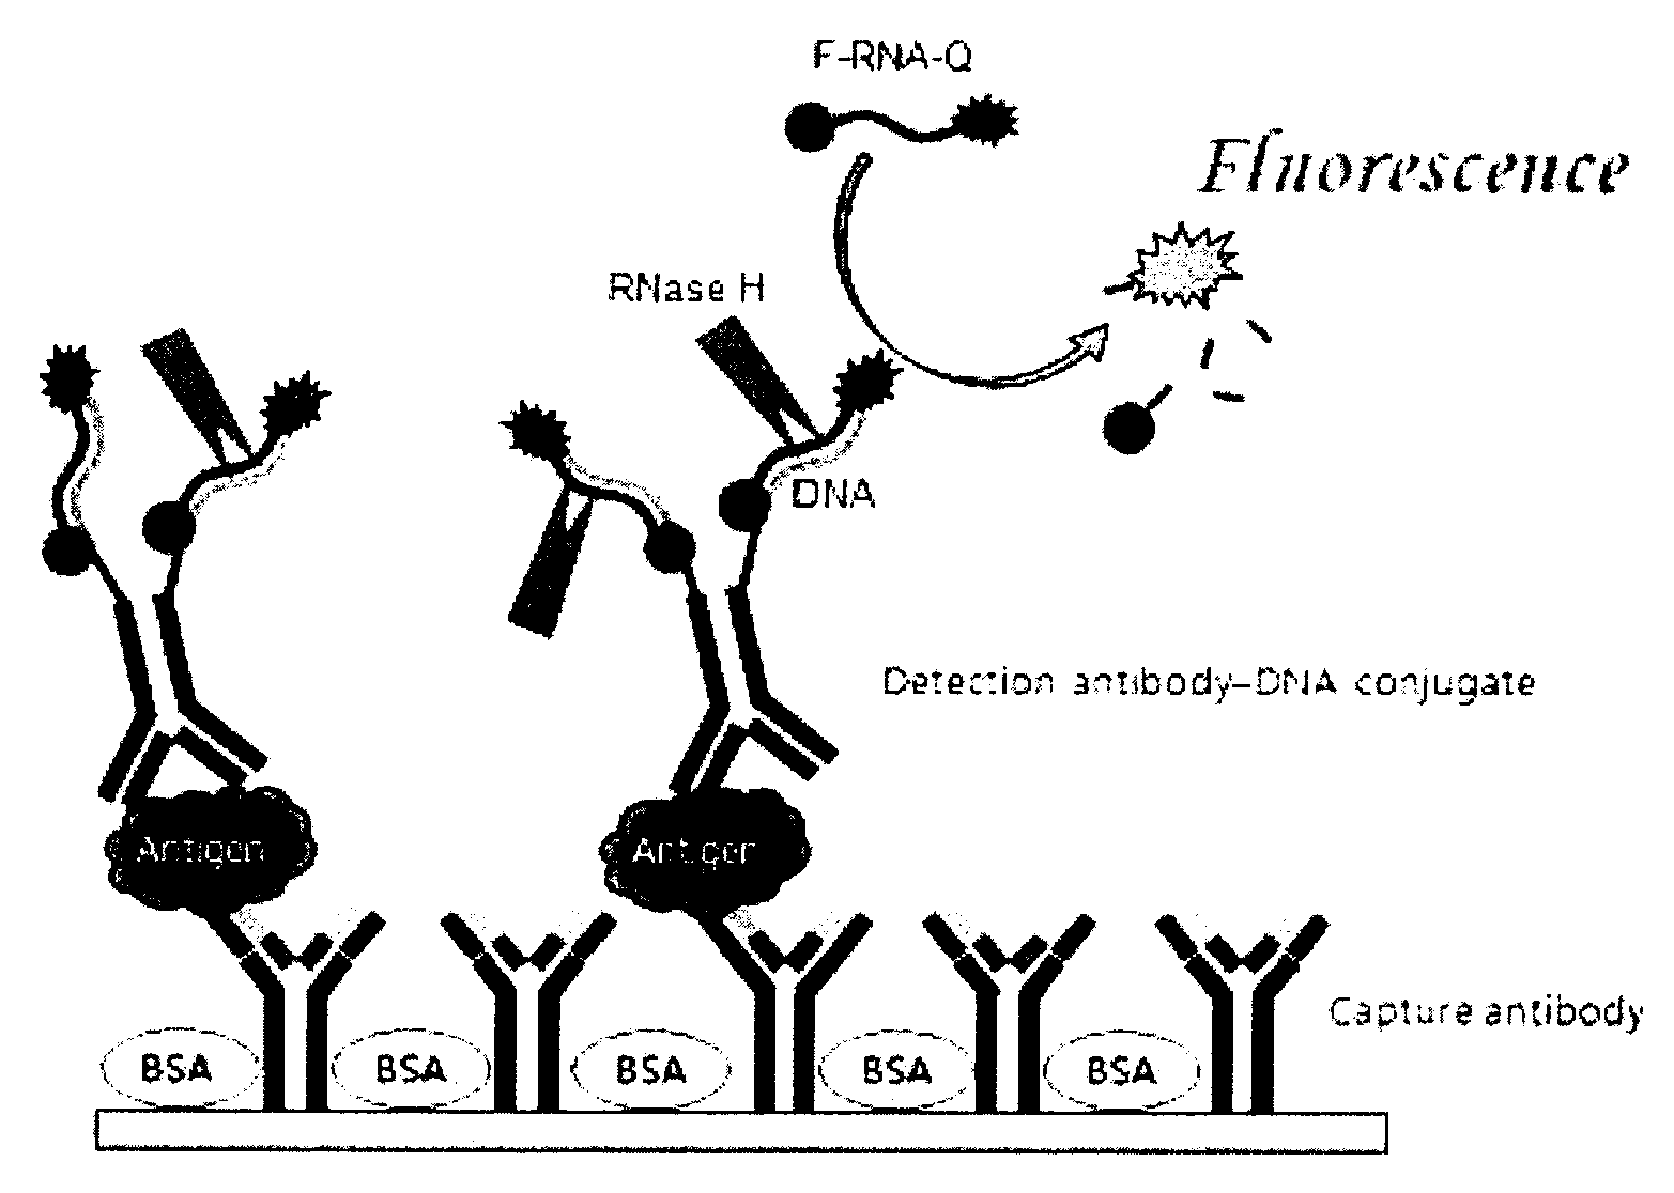 F-RNA-Q
Fluorescence
RNase H
DNA
Detection antibody-DNA conjugate
Antigen
Antigen
Capture antibody
BSA
BSA
BSA
BSA
BSA